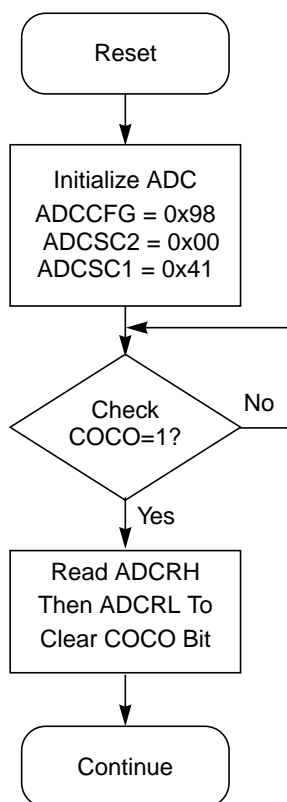 Reset
Initialize ADC
ADCCFG = 0x98
ADCSC2 = 0x00
ADCSC1 = 0x41
Check
COCO=1?
No
Yes
Read ADCRH
Then ADCRL To
Clear COCO Bit
Continue